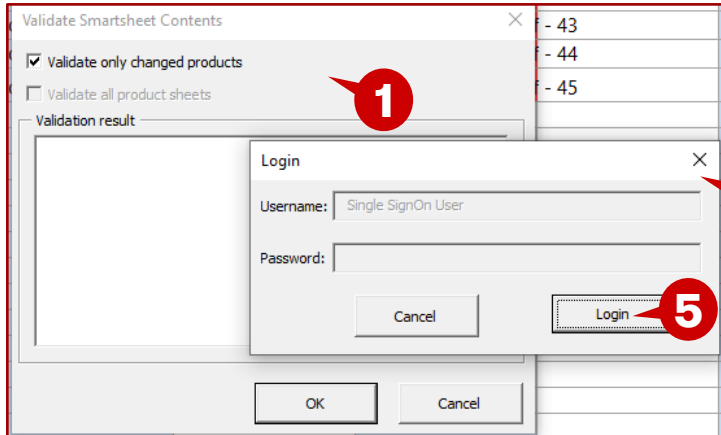 Validate Smartsheet Contents
f - 43
Validate only changed products
f - 44
1
Validate all product sheets
f - 45
Validation result
Login
Username: Single SignOn User
Password:
Cancel
Login
5
OK
Cancel